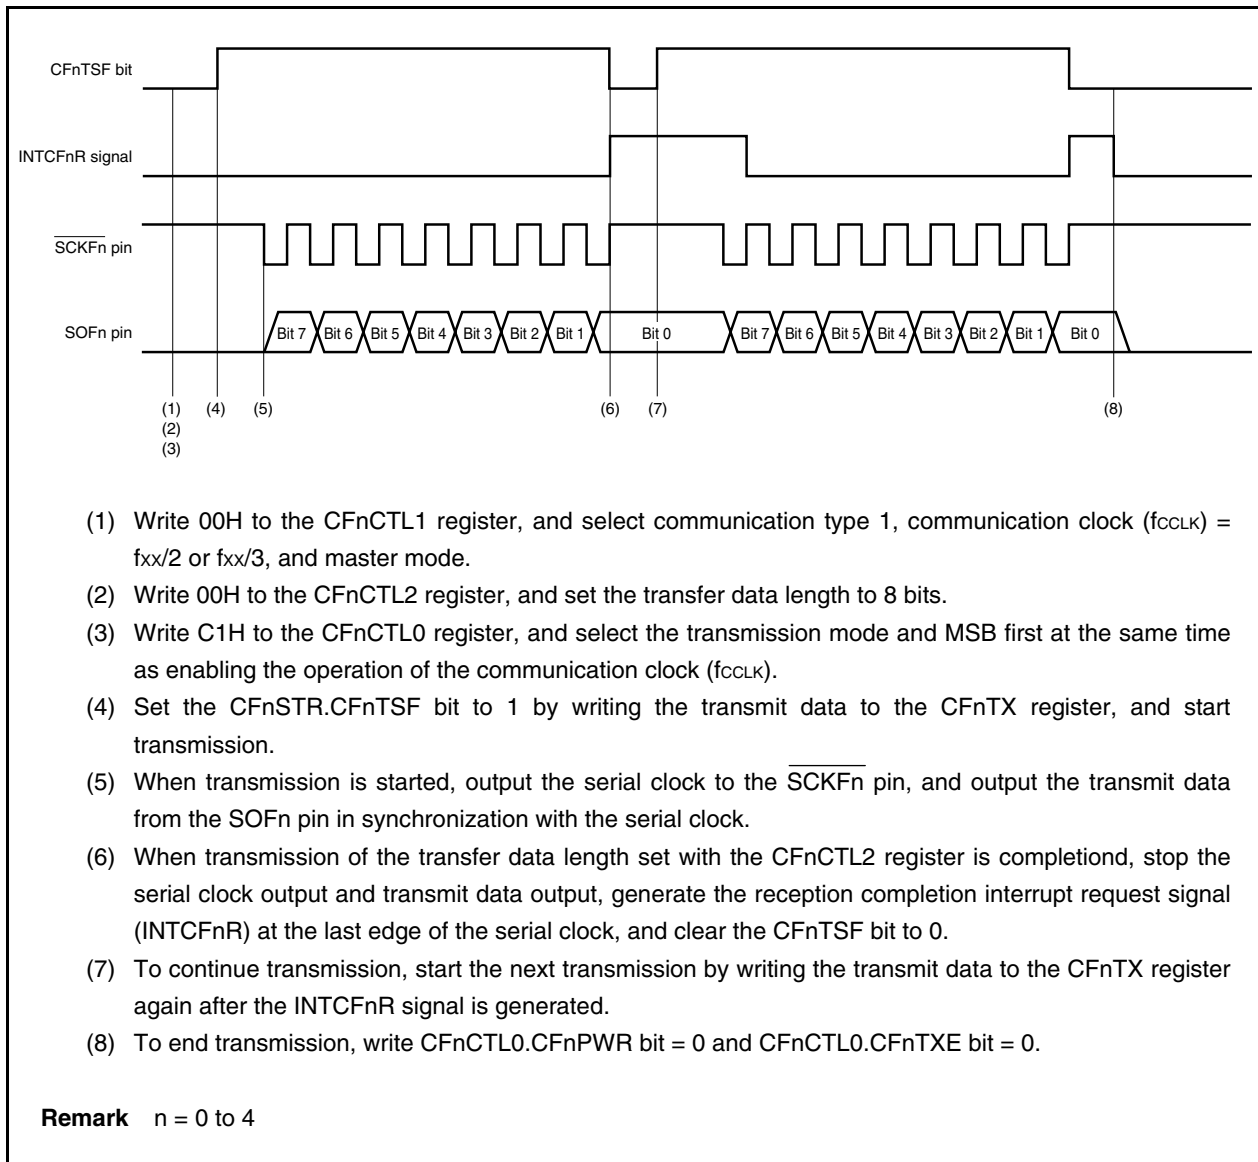 CFnTSF bit
INTCFnR signal
SCKFn pin
SOFn pin
Bit 7 Bit 6 Bit 5 Bit 4 Bit 3 Bit 2 Bit 1 Bit 0 Bit 7 Bit 6 Bit 5 Bit 4 Bit 3 Bit 2 Bit 1 Bit 0
(1) (4) (5) (6) (7) (8)
(2)
(3)
(1) Write 00H to the CFnCTL1 register, and select communication type 1, communication clock (fCCLK) =
fxx/2 or fxx/3, and master mode.
(2) Write 00H to the CFnCTL2 register, and set the transfer data length to 8 bits.
(3) Write C1H to the CFnCTL0 register, and select the transmission mode and MSB first at the same time
as enabling the operation of the communication clock (fCCLK).
(4) Set the CFnSTR.CFnTSF bit to 1 by writing the transmit data to the CFnTX register, and start
transmission.
(5) When transmission is started, output the serial clock to the SCKFn pin, and output the transmit data
from the SOFn pin in synchronization with the serial clock.
(6) When transmission of the transfer data length set with the CFnCTL2 register is completiond, stop the
serial clock output and transmit data output, generate the reception completion interrupt request signal
(INTCFnR) at the last edge of the serial clock, and clear the CFnTSF bit to 0.
(7) To continue transmission, start the next transmission by writing the transmit data to the CFnTX register
again after the INTCFnR signal is generated.
(8) To end transmission, write CFnCTL0.CFnPWR bit = 0 and CFnCTL0.CFnTXE bit = 0.
Remark n = 0 to 4